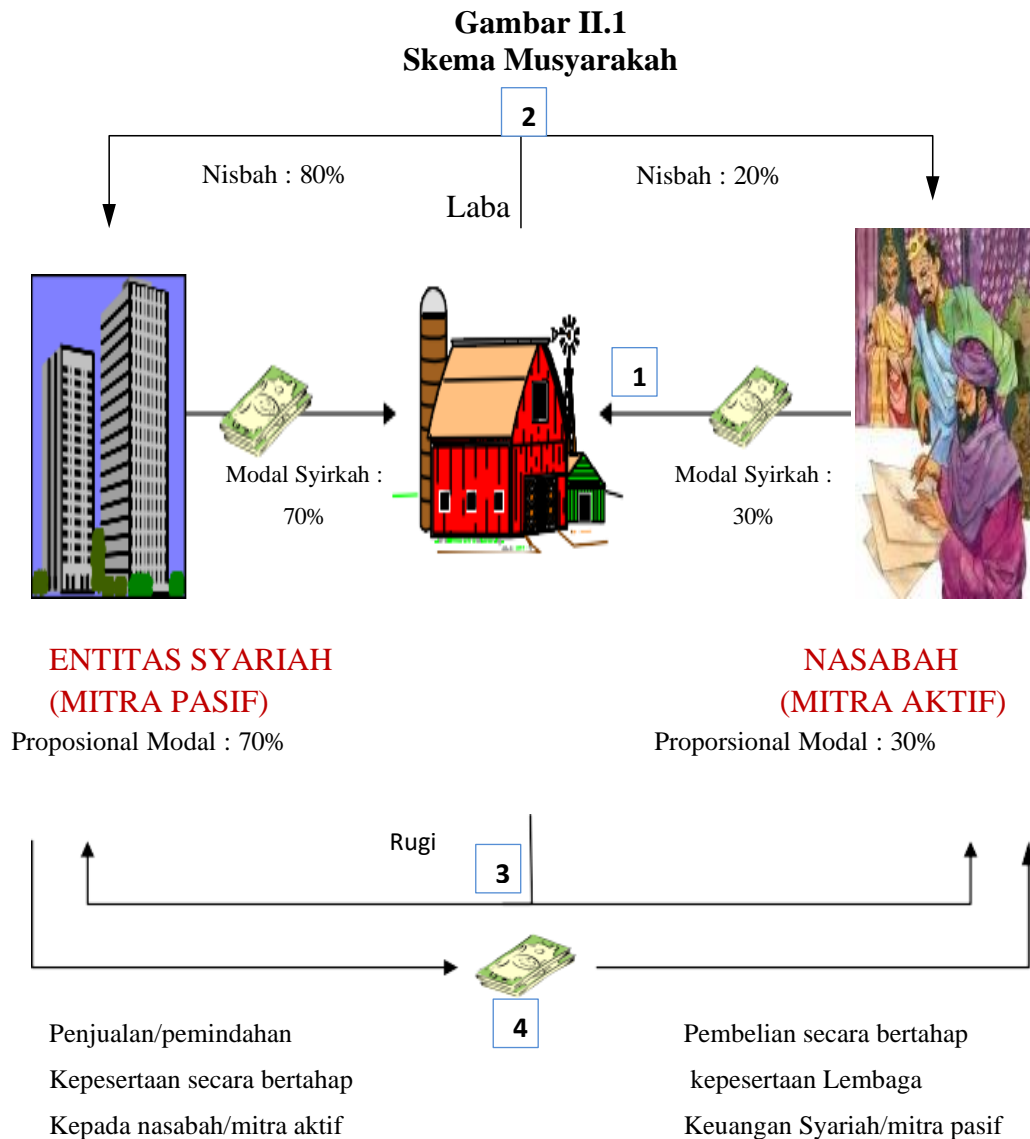 Gambar II.1
Skema Musyarakah
2
Nisbah : 80%
Nisbah : 20%
Laba
1
Modal Syirkah :
70%
Modal Syirkah :
30%
ENTITAS SYARIAH
(MITRA PASIF)
NASABAH
(MITRA AKTIF)
Proposional Modal : 70%
Proporsional Modal : 30%
Rugi
3
4
Penjualan/pemindahan
Kepesertaan secara bertahap
Kepada nasabah/mitra aktif
Pembelian secara bertahap
kepesertaan Lembaga
Keuangan Syariah/mitra pasif